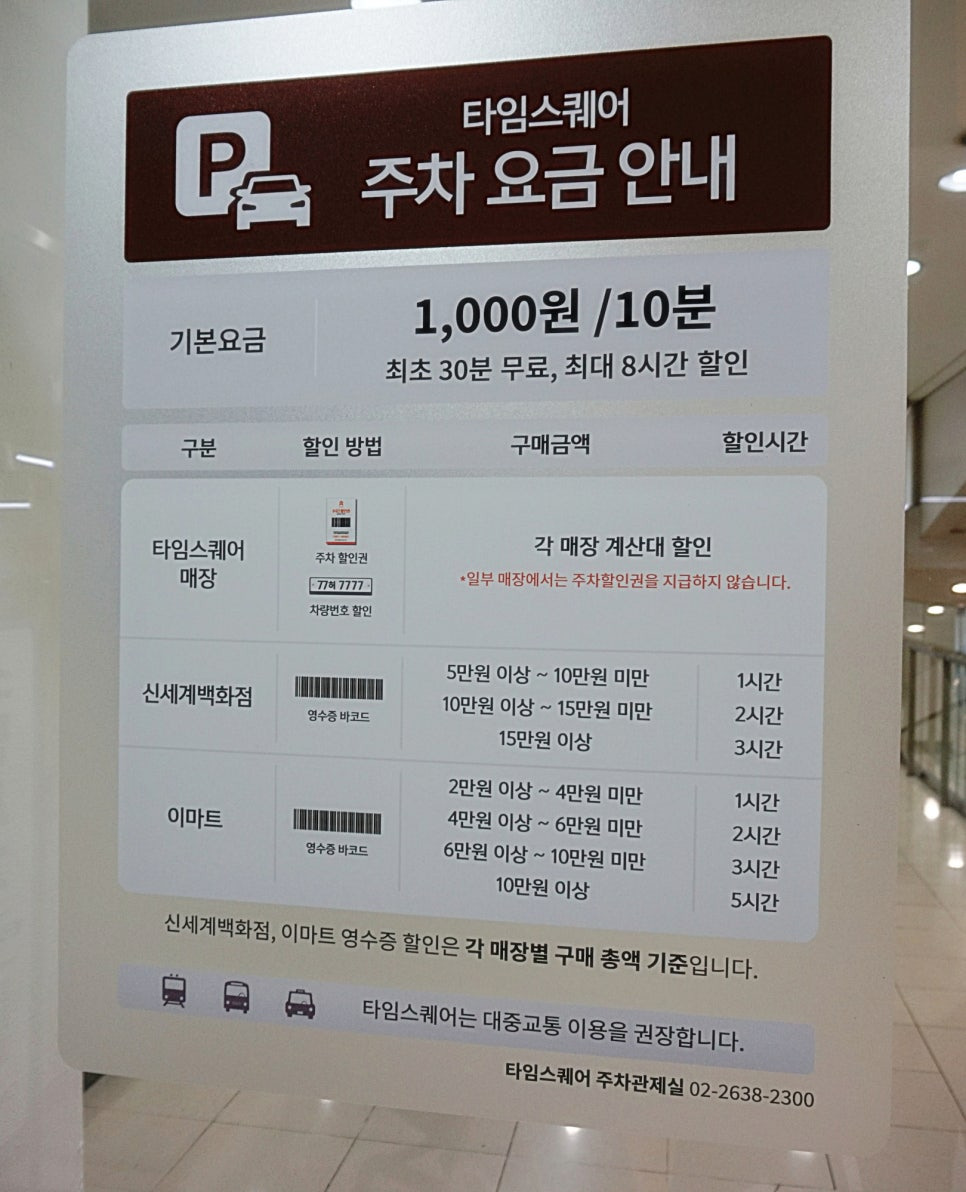 P
타임스퀘어
주차 요금 안내
기본요금
1,000원 /10분
최초 30분 무료, 최대 8시간 할인
구분 할인 방법 구매금액 할인시간
타임스퀘어
매장
주차 할인권
77허 7777
차량번호 할인
각 매장 계산대 할인
*일부 매장에서는 주차할인권을 지급하지 않습니다.
신세계백화점
영수증 바코드
5만원 이상 ~ 10만원 미만 1시간
10만원 이상 ~ 15만원 미만 2시간
15만원 이상 3시간
이마트
영수증 바코드
2만원 이상 ~ 4만원 미만 1시간
4만원 이상 ~ 6만원 미만 2시간
6만원 이상 ~ 10만원 미만 3시간
10만원 이상 5시간
신세계백화점, 이마트 영수증 할인은 각 매장별 구매 총액 기준입니다.
타임스퀘어는 대중교통 이용을 권장합니다.
타임스퀘어 주차관제실 02-2638-2300